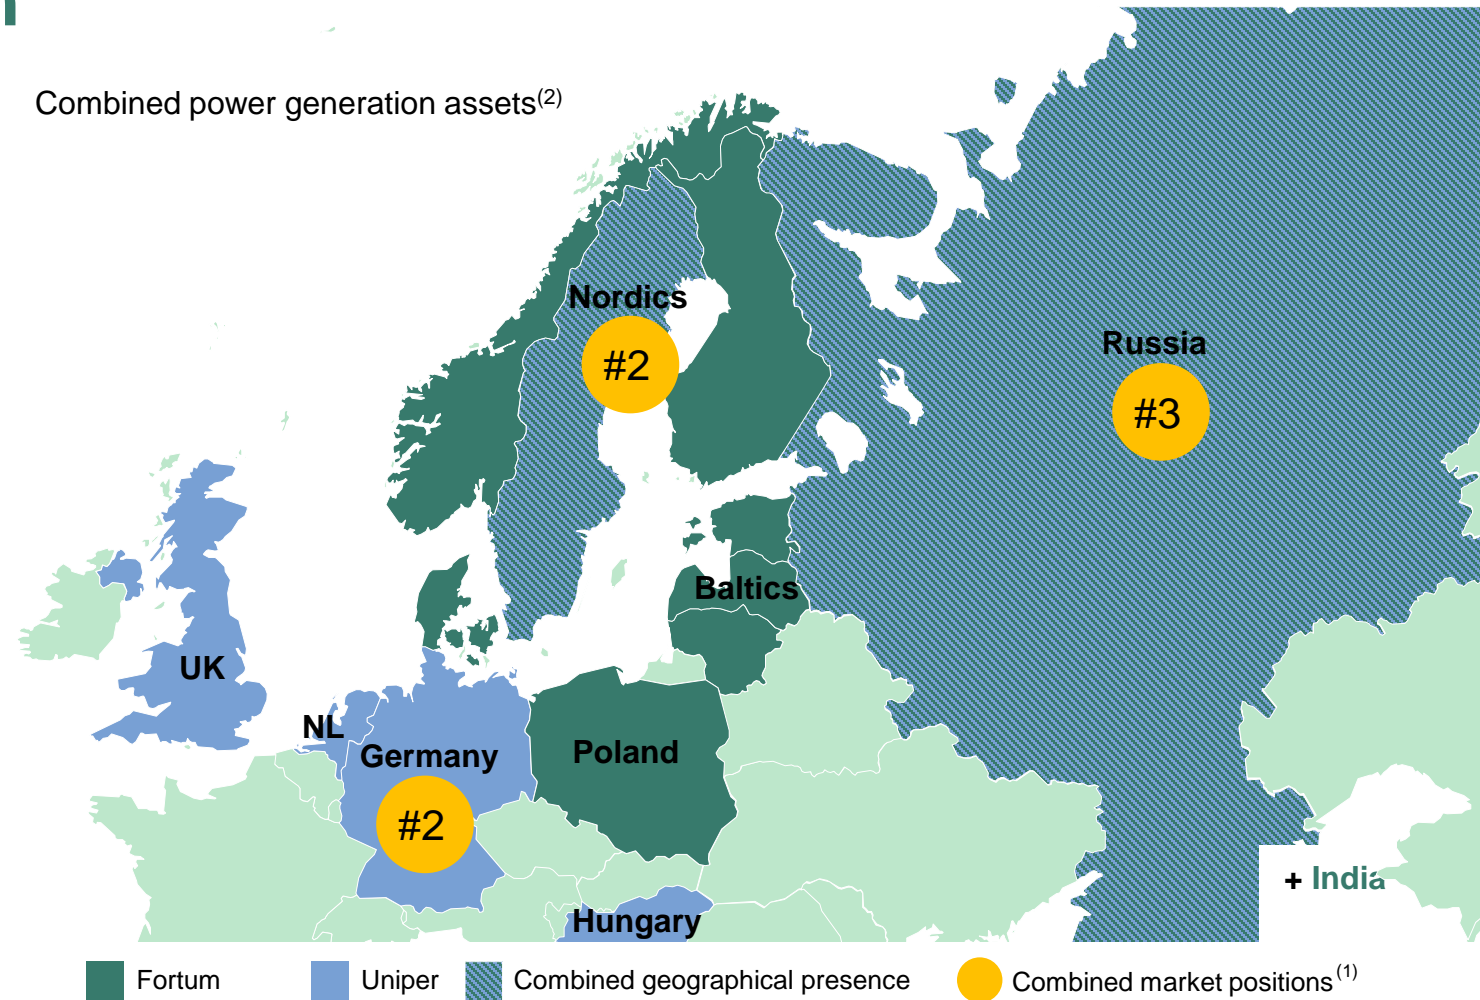 Combined power generation assets(2)
Nordics
#2
Russia
#3
Baltics
UK
NL
Germany
#2
Poland
Hungary
+ India
Fortum
Uniper
Combined geographical presence
Combined market positions(1)